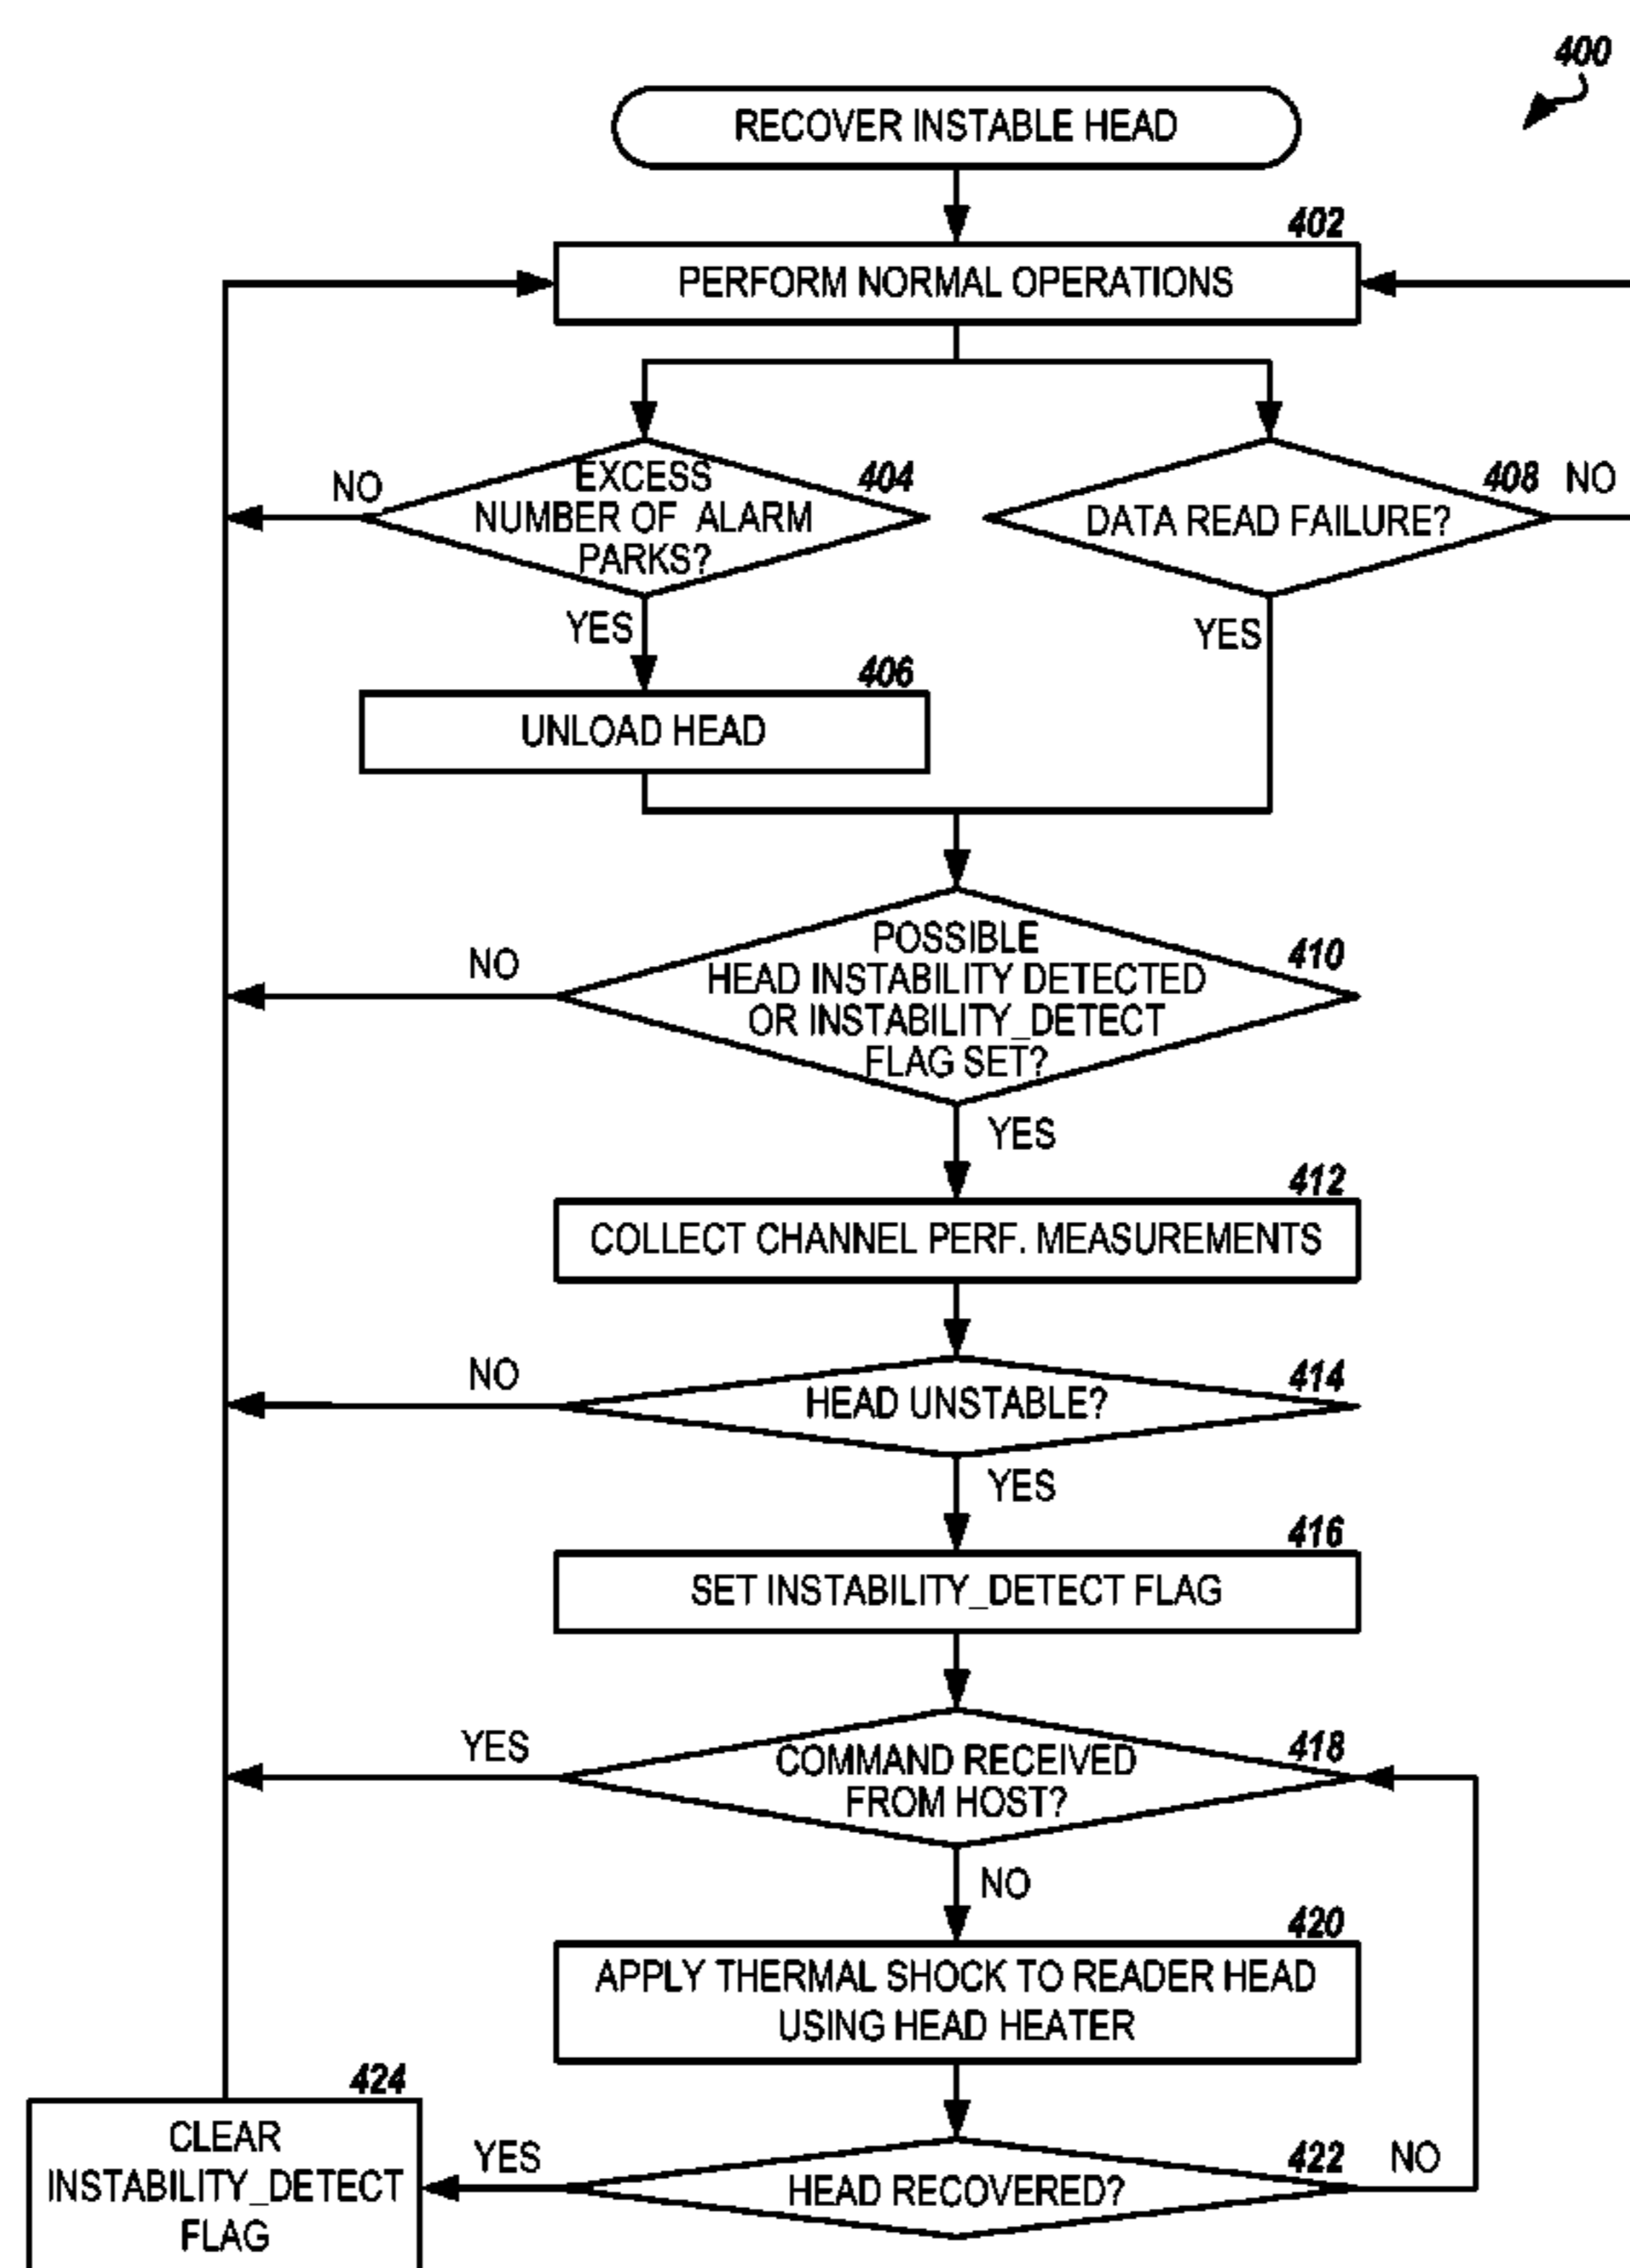 400
RECOVER INSTABLE HEAD
402
PERFORM NORMAL OPERATIONS
NO
EXCESS
NUMBER OF ALARM
PARKS?
404
DATA READ FAILURE?
408
NO
YES
YES
406
UNLOAD HEAD
NO
POSSIBLE
HEAD INSTABILITY DETECTED
OR INSTABILITY_DETECT
FLAG SET?
410
YES
412
COLLECT CHANNEL PERF. MEASUREMENTS
NO
HEAD UNSTABLE?
414
YES
416
SET INSTABILITY_DETECT FLAG
YES
COMMAND RECEIVED
FROM HOST?
418
NO
420
APPLY THERMAL SHOCK TO READER HEAD
USING HEAD HEATER
424
CLEAR
INSTABILITY_DETECT
FLAG
YES
HEAD RECOVERED?
422
NO